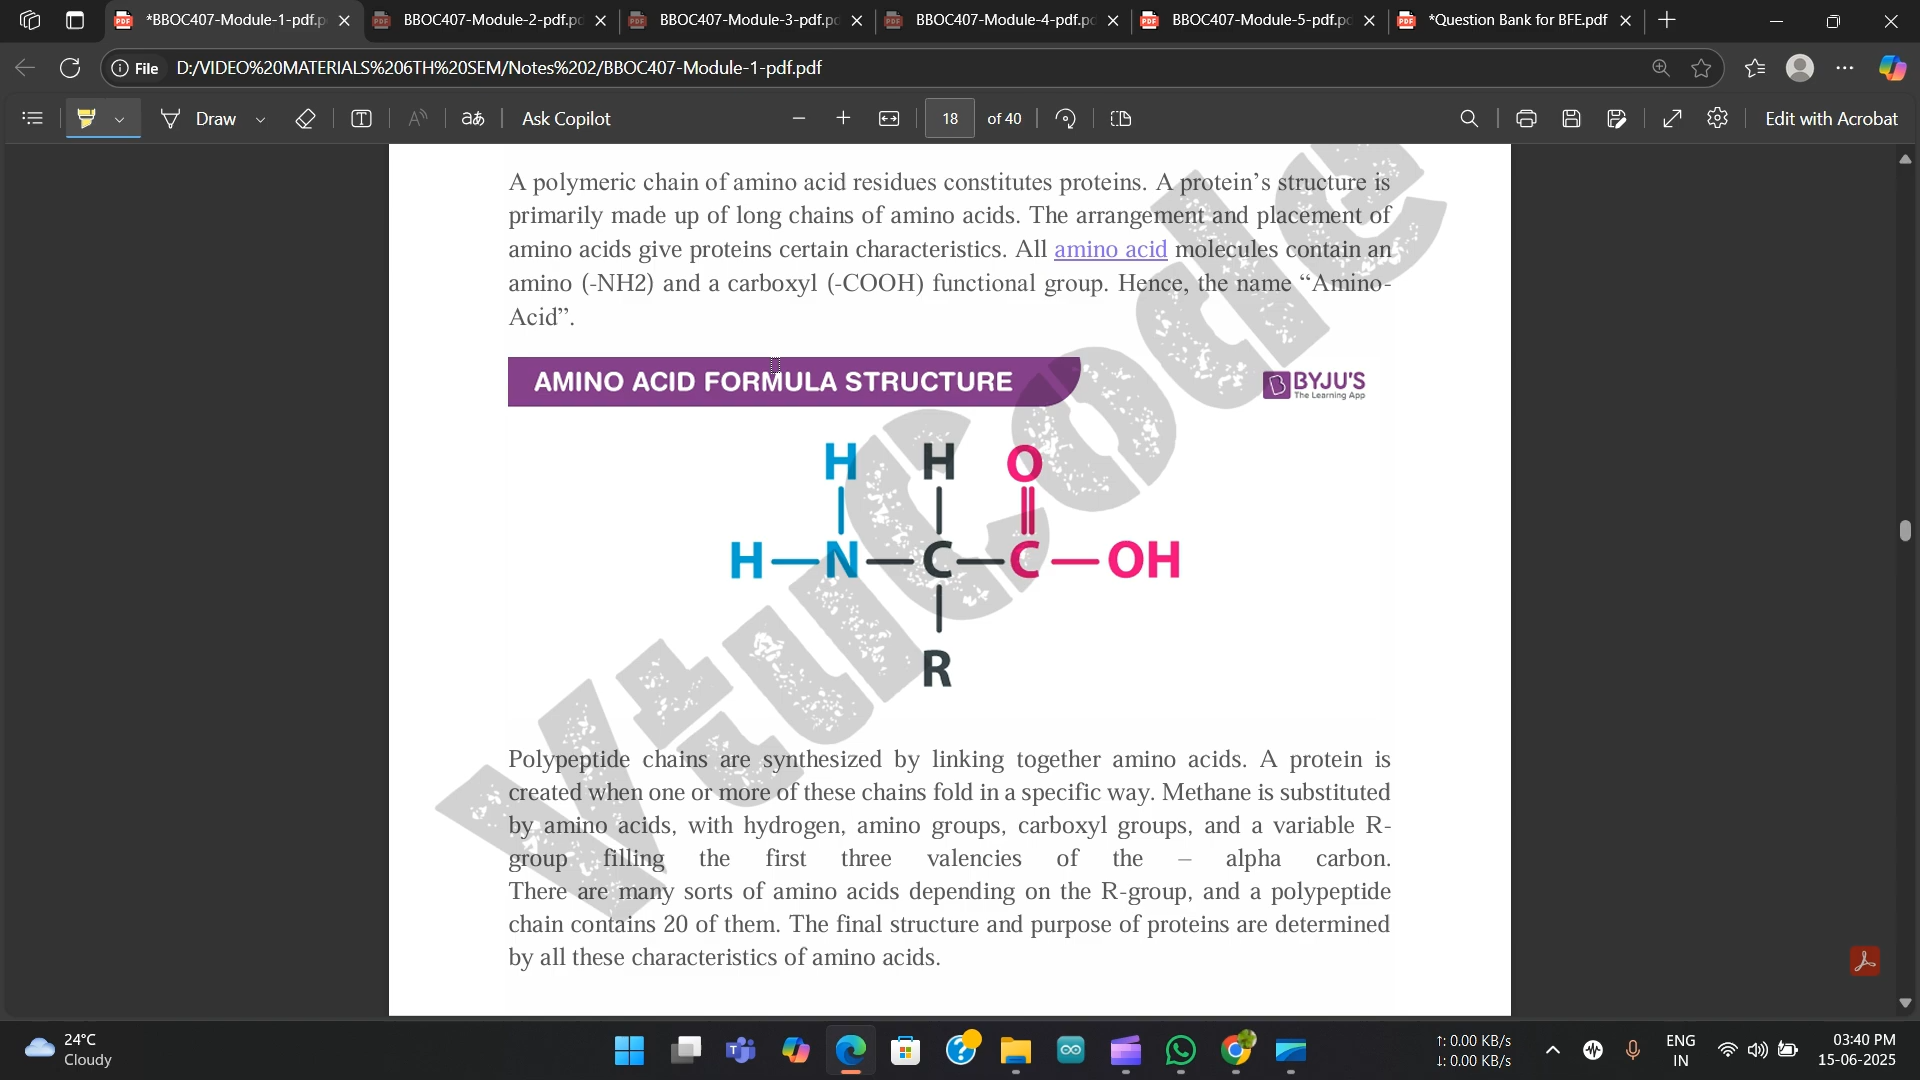 *BBOC407-Module-1-pdf.p
BBOC407-Module-2-pdf.pd
BBOC407-Module-3-pdf.pd
BBOC407-Module-4-pdf.pd
BBOC407-Module-5-pdf.pd
*Question Bank for BFE.pdf
File
D:/VIDEO%20MATERIALS%206TH%20SEM/Notes%202/BBOC407-Module-1-pdf.pdf
Draw
aあ
Ask Copilot
18 of 40
Edit with Acrobat
A polymeric chain of amino acid residues constitutes proteins. A protein’s structure is
primarily made up of long chains of amino acids. The arrangement and placement of
amino acids give proteins certain characteristics. All amino acid molecules contain an
amino (-NH2) and a carboxyl (-COOH) functional group. Hence, the name “Amino-
Acid”.
AMINO ACID FORMULA STRUCTURE
BYJU'S
The Learning App
H H O
H—N—C—C—OH
R
Polypeptide chains are synthesized by linking together amino acids. A protein is
created when one or more of these chains fold in a specific way. Methane is substituted
by amino acids, with hydrogen, amino groups, carboxyl groups, and a variable R-
group filling the first three valencies of the – alpha carbon.
There are many sorts of amino acids depending on the R-group, and a polypeptide
chain contains 20 of them. The final structure and purpose of proteins are determined
by all these characteristics of amino acids.
VtuCode
24°C
Cloudy
↑: 0.00 KB/s
↓: 0.00 KB/s
ENG
IN
03:40 PM
15-06-2025